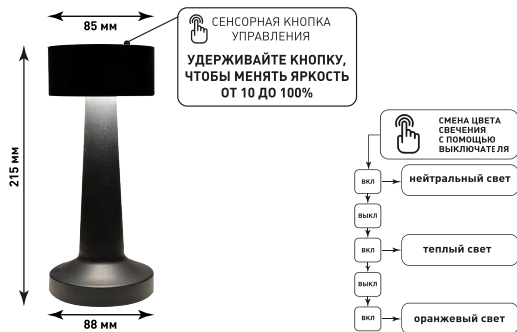 85 мм
СЕНСОРНАЯ КНОПКА
УПРАВЛЕНИЯ
УДЕРЖИВАЙТЕ КНОПКУ,
ЧТОБЫ МЕНЯТЬ ЯРКОСТЬ
ОТ 10 ДО 100%
215 мм
88 мм
СМЕНА ЦВЕТА
СВЕЧЕНИЯ
С ПОМОЩЬЮ
ВЫКЛЮЧАТЕЛЯ
ВКЛ
нейтральный свет
ВЫКЛ
ВКЛ
теплый свет
ВЫКЛ
ВКЛ
оранжевый свет